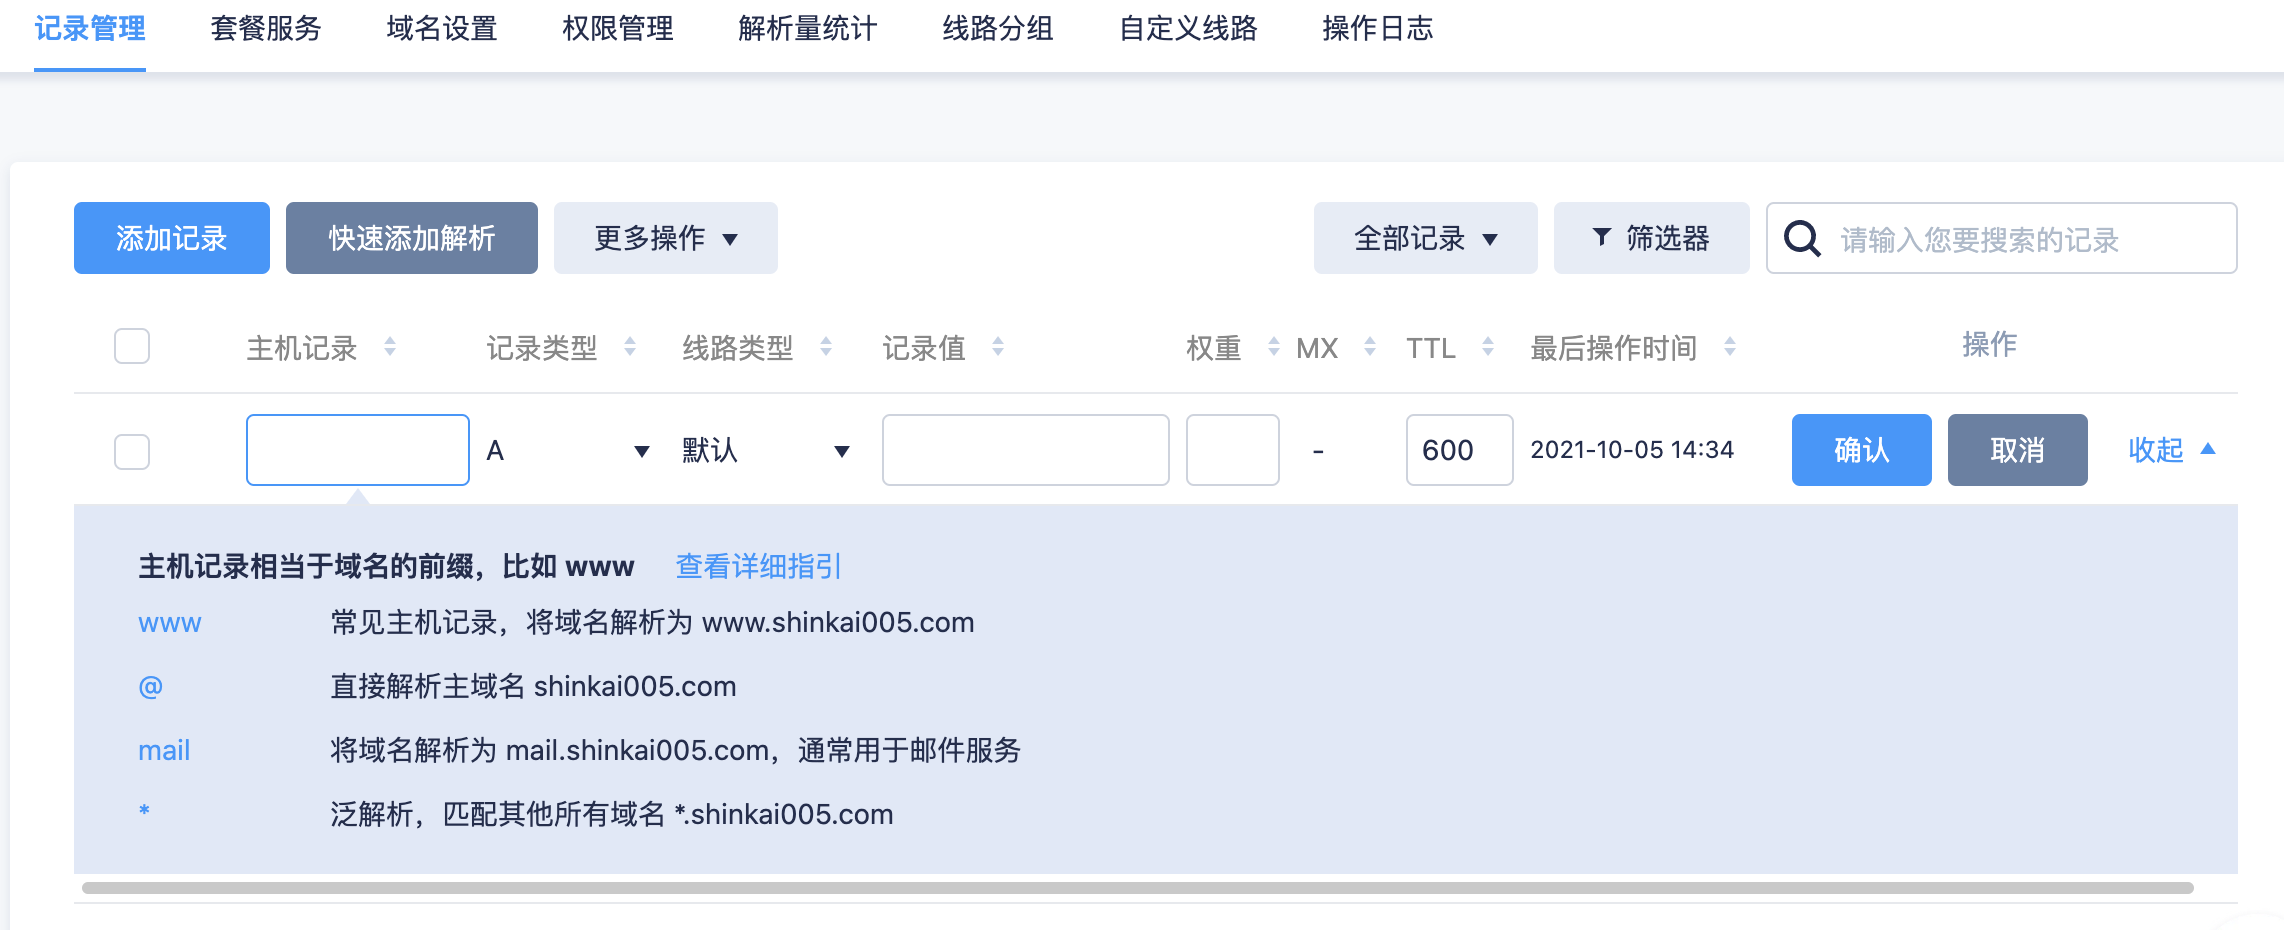 记录管理 套餐服务 域名设置 权限管理 解析量统计 线路分组 自定义线路 操作日志
添加记录 快速添加解析 更多操作 全部记录 筛选器 请输入您要搜索的记录
主机记录 记录类型 线路类型 记录值 权重 MX TTL 最后操作时间 操作
A 默认 - 600 2021-10-05 14:34 确认 取消 收起
主机记录相当于域名的前缀，比如 www 查看详细指引
www 常见主机记录，将域名解析为 www.shinkai005.com
@ 直接解析主域名 shinkai005.com
mail 将域名解析为 mail.shinkai005.com，通常用于邮件服务
* 泛解析，匹配其他所有域名 *.shinkai005.com